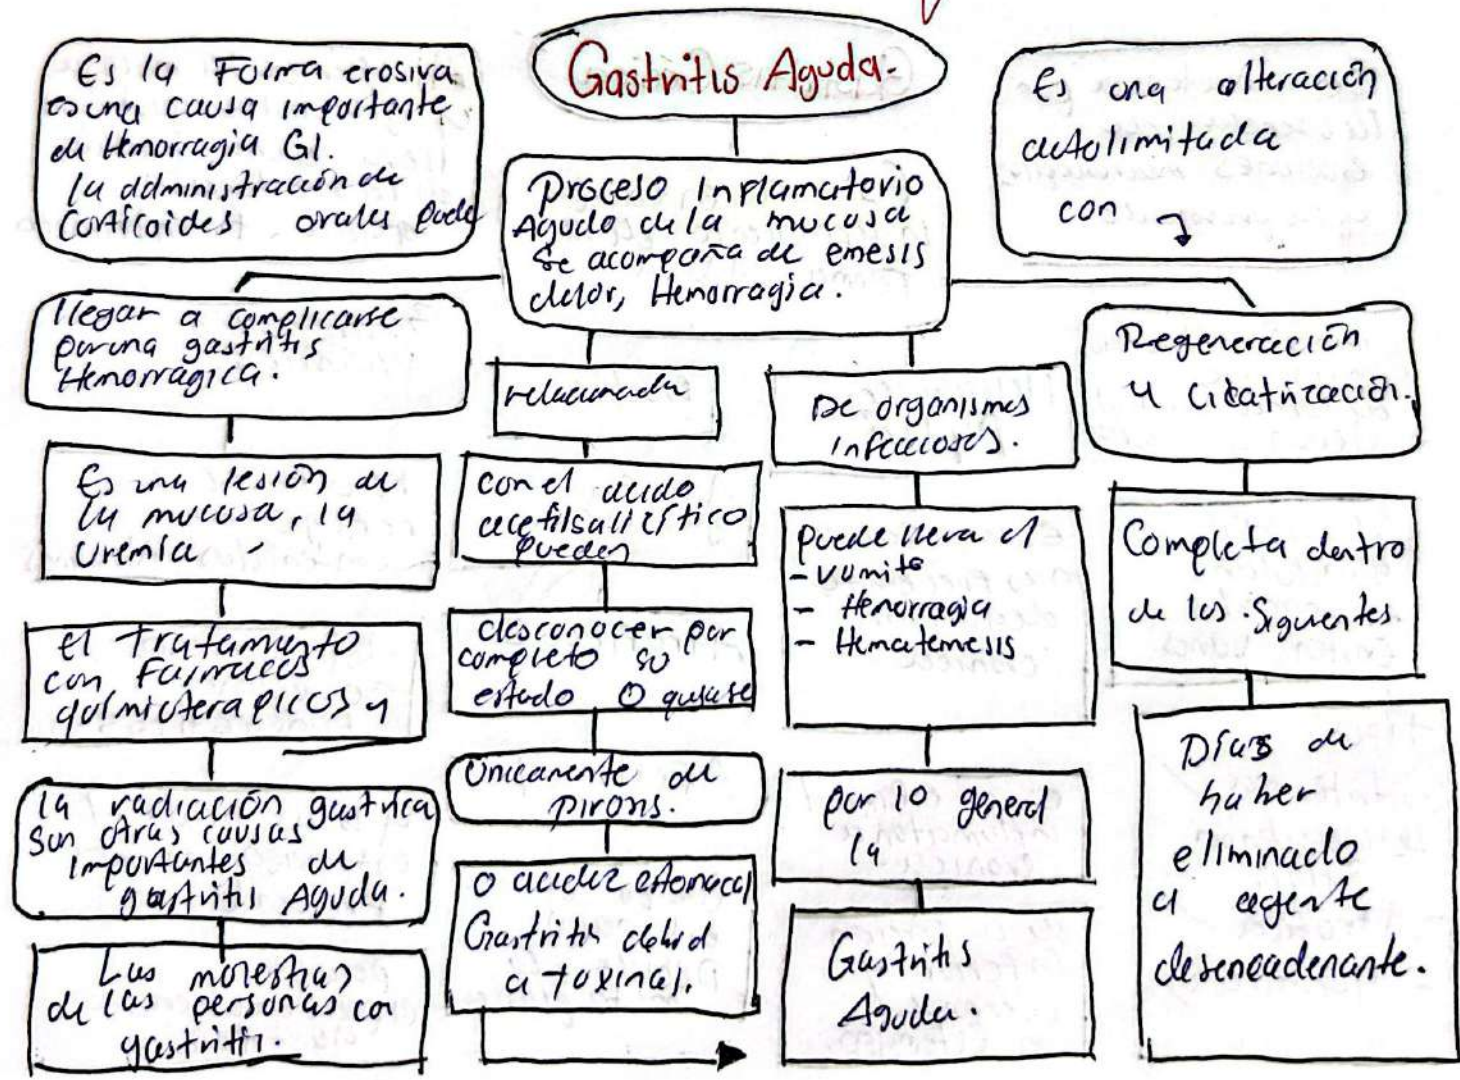 Gastritis Aguda.
Es la Forma erosiva
es una causa importante
de Hemorragia GI.
la administración de
Corticoides orales puede
Proceso Inflamatorio
Agudo de la mucosa
se acompaña de emesis
dolor, Hemorragia.
Es una alteración
autolimitada
con
llegar a complicarse
por una gastritis
Hemorragica.
relacionada
De organismos
infecciosos.
Regeneración
y Cicatrización.
Es una lesión de
la mucosa, la
Uremia -
con el acido
acetilsalicítico
pueden
puede lleva el
- vomito
- Hemorragia
- Hematemesis
Completa dentro
de los Siguientes.
el tratamiento
con Farmacos
quimioterapicos y
desconocer por
completo su
estado O quejarse
Días de
haber
eliminado
el agente
desencadenante.
la radiación gastrica
son otras causas
importantes de
gastritis Aguda.
Unicamente de
pirosis.
por lo general
la
o acidez estomacal
Gastritis debid
a toxinas.
Gastritis
Aguda.
Las molestias
de las personas con
gastritis.